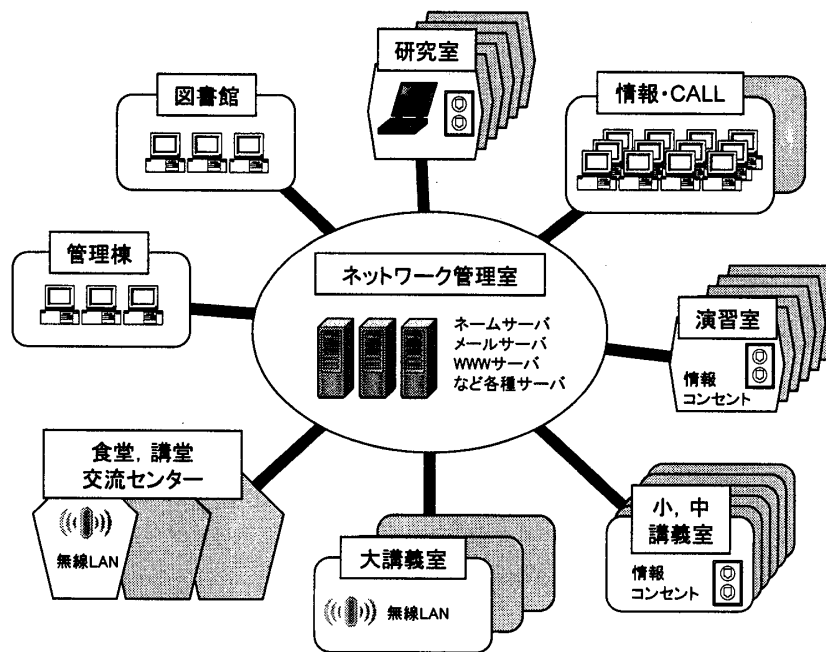 研究室
図書館
情報・CALL
管理棟
ネットワーク管理室
ネームサーバ
メールサーバ
WWWサーバ
など各種サーバ
演習室
情報
コンセント
食堂，講堂
交流センター
無線LAN
大講義室
無線LAN
小，中
講義室
情報
コンセント